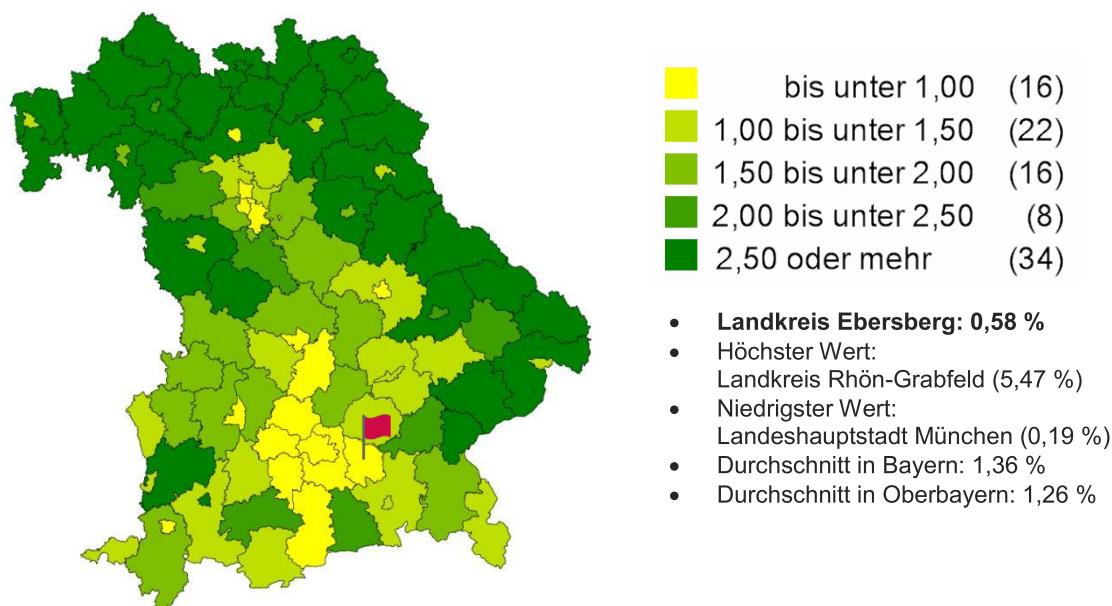 bis unter 1,00 (16)
1,00 bis unter 1,50 (22)
1,50 bis unter 2,00 (16)
2,00 bis unter 2,50 (8)
2,50 oder mehr (34)
• Landkreis Ebersberg: 0,58 %
• Höchster Wert:
Landkreis Rhön-Grabfeld (5,47 %)
• Niedrigster Wert:
Landeshauptstadt München (0,19 %)
• Durchschnitt in Bayern: 1,36 %
• Durchschnitt in Oberbayern: 1,26 %